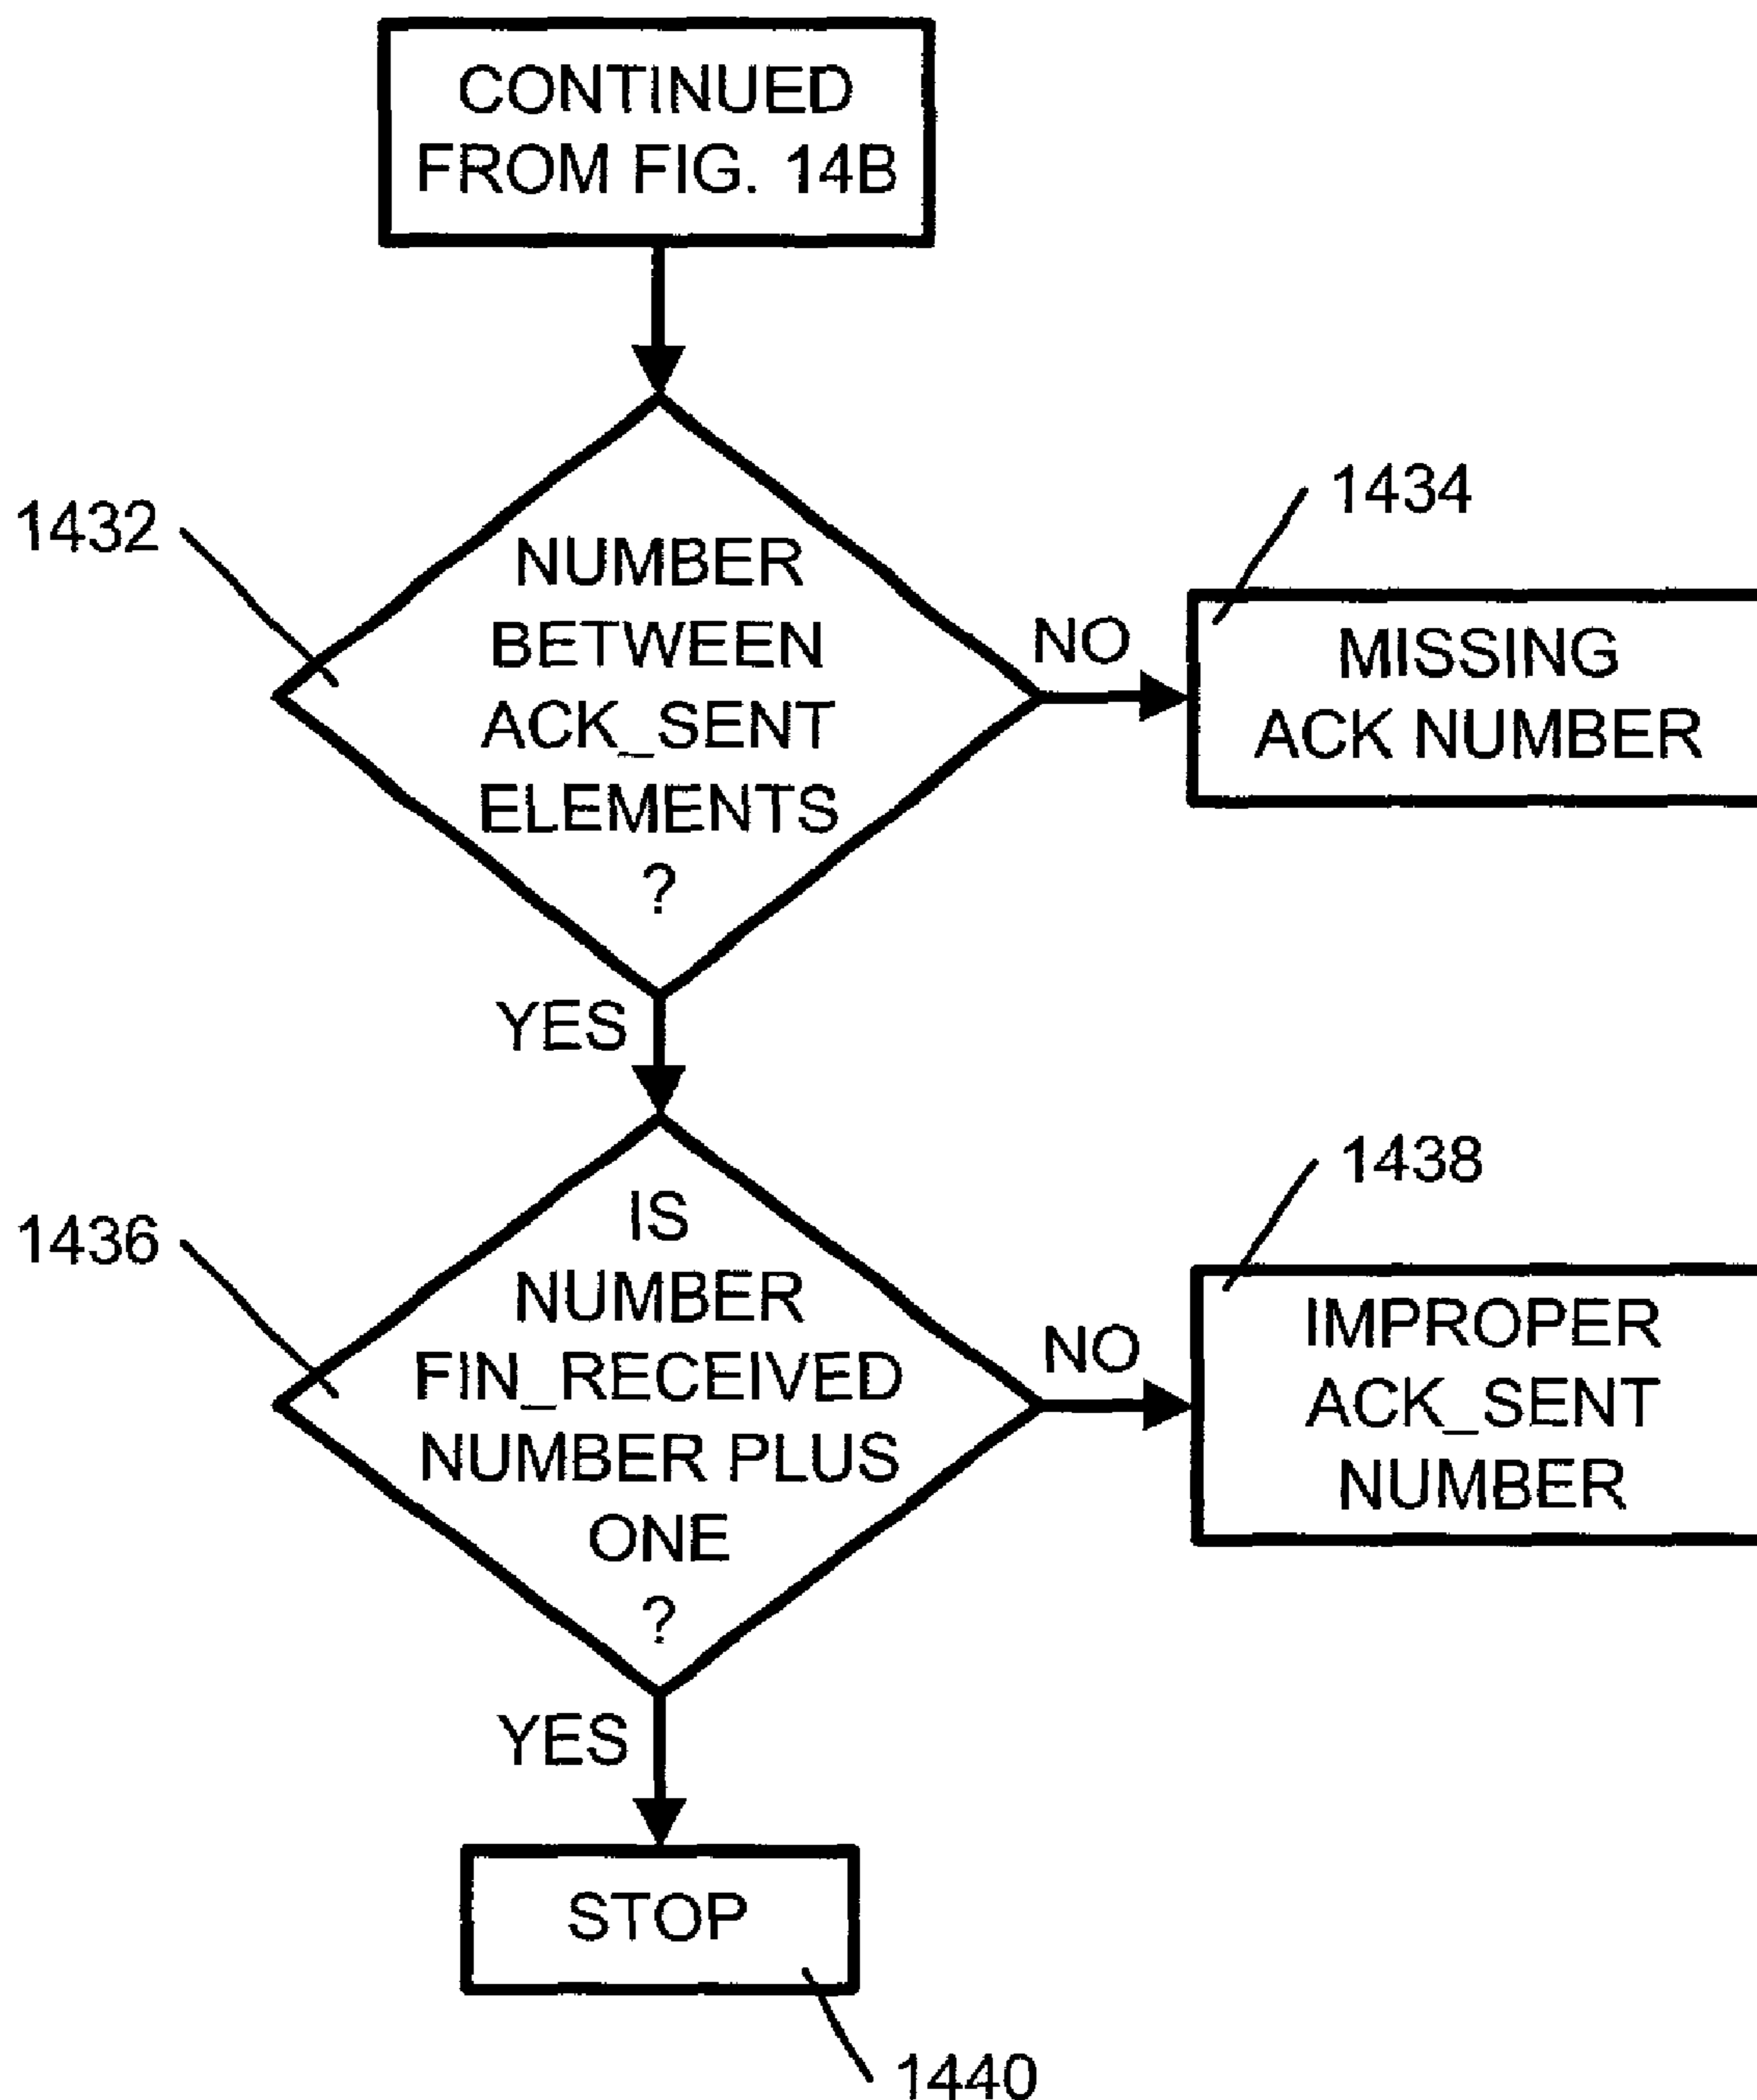 CONTINUED
FROM FIG. 14B
1432
NUMBER
BETWEEN
ACK_SENT
ELEMENTS
?
NO
1434
MISSING
ACK NUMBER
YES
1436
IS
NUMBER
FIN_RECEIVED
NUMBER PLUS
ONE
?
NO
1438
IMPROPER
ACK_SENT
NUMBER
YES
STOP
1440